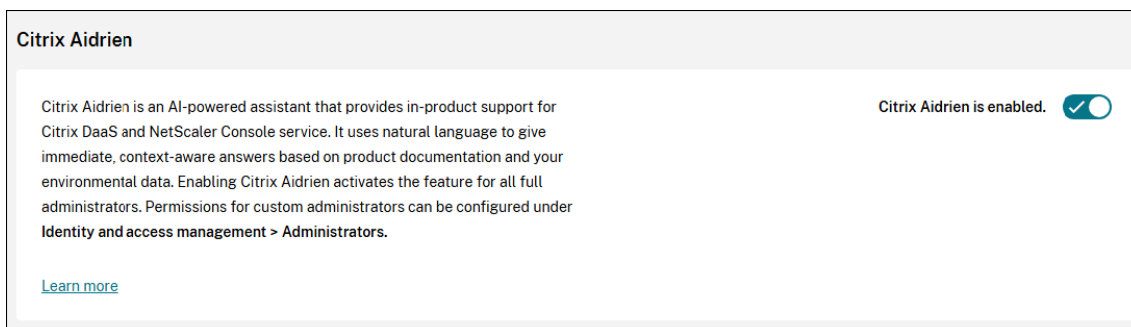 Citrix Aidrien
Citrix Aidrien is an AI-powered assistant that provides in-product support for
Citrix DaaS and NetScaler Console service. It uses natural language to give
immediate, context-aware answers based on product documentation and your
environmental data. Enabling Citrix Aidrien activates the feature for all full
administrators. Permissions for custom administrators can be configured under
Identity and access management > Administrators.
Learn more
Citrix Aidrien is enabled.